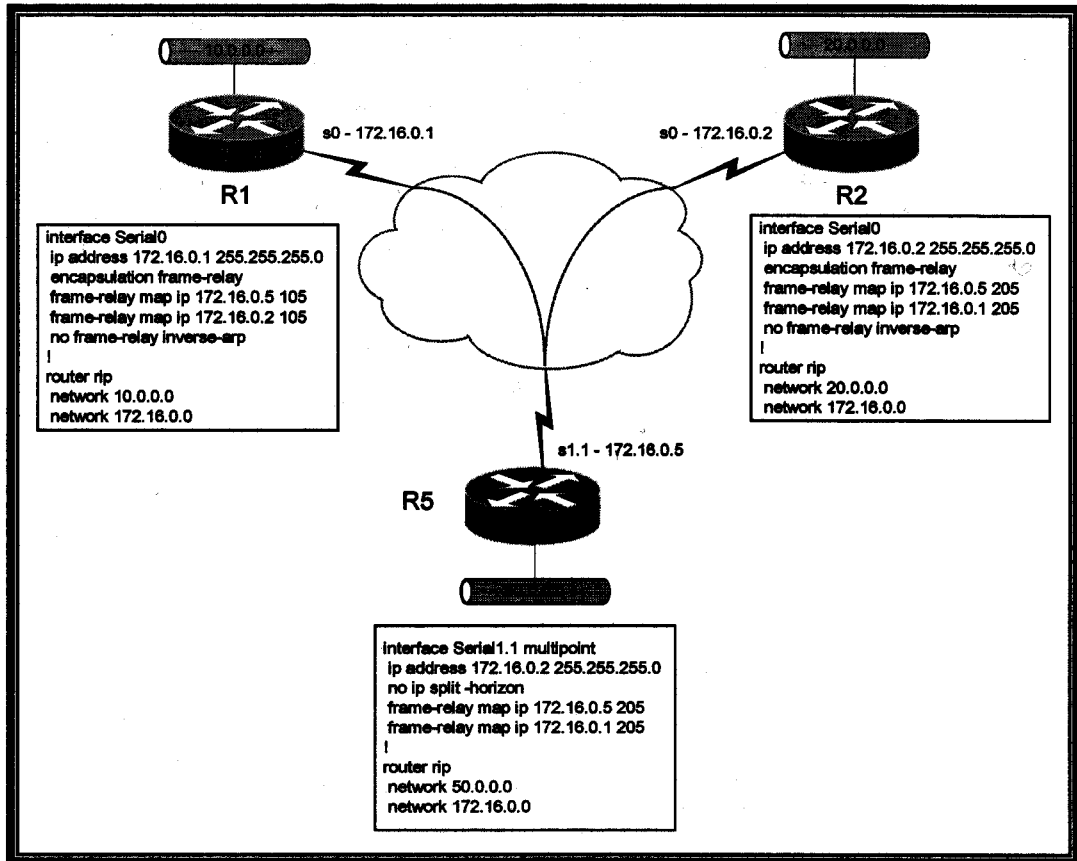 10.0.0.0
20.0.0.0
s0 - 172.16.0.1
s0 - 172.16.0.2
R1
R2
interface Serial0
ip address 172.16.0.1 255.255.255.0
encapsulation frame-relay
frame-relay map ip 172.16.0.5 105
frame-relay map ip 172.16.0.2 105
no frame-relay inverse-arp
!
router rip
network 10.0.0.0
network 172.16.0.0
interface Serial0
ip address 172.16.0.2 255.255.255.0
encapsulation frame-relay
frame-relay map ip 172.16.0.5 205
frame-relay map ip 172.16.0.1 205
no frame-relay inverse-arp
!
router rip
network 20.0.0.0
network 172.16.0.0
s1.1 - 172.16.0.5
R5
interface Serial1.1 multipoint
ip address 172.16.0.2 255.255.255.0
no ip split -horizon
frame-relay map ip 172.16.0.5 205
frame-relay map ip 172.16.0.1 205
!
router rip
network 50.0.0.0
network 172.16.0.0